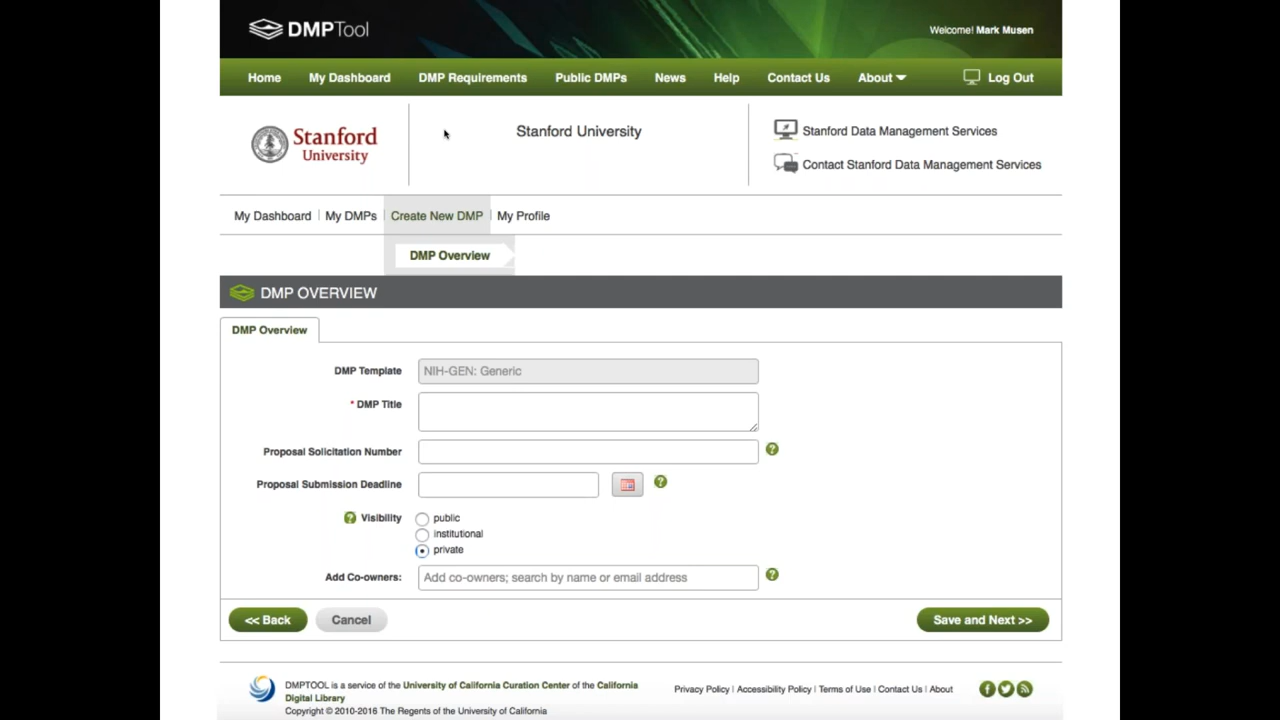 DMPTool
Welcome! Mark Musen
Home My Dashboard DMP Requirements Public DMPs News Help Contact Us About Log Out
Stanford University
Stanford University
Stanford Data Management Services
Contact Stanford Data Management Services
My Dashboard | My DMPs | Create New DMP | My Profile
DMP Overview
DMP OVERVIEW
DMP Overview
DMP Template NIH-GEN: Generic
* DMP Title
Proposal Solicitation Number ?
Proposal Submission Deadline ?
? Visibility public
institutional
private
Add Co-owners: Add co-owners; search by name or email address ?
<< Back Cancel Save and Next >>
DMPTOOL is a service of the University of California Curation Center of the California
Digital Library
Copyright © 2010-2016 The Regents of the University of California
Privacy Policy | Accessibility Policy | Terms of Use | Contact Us | About